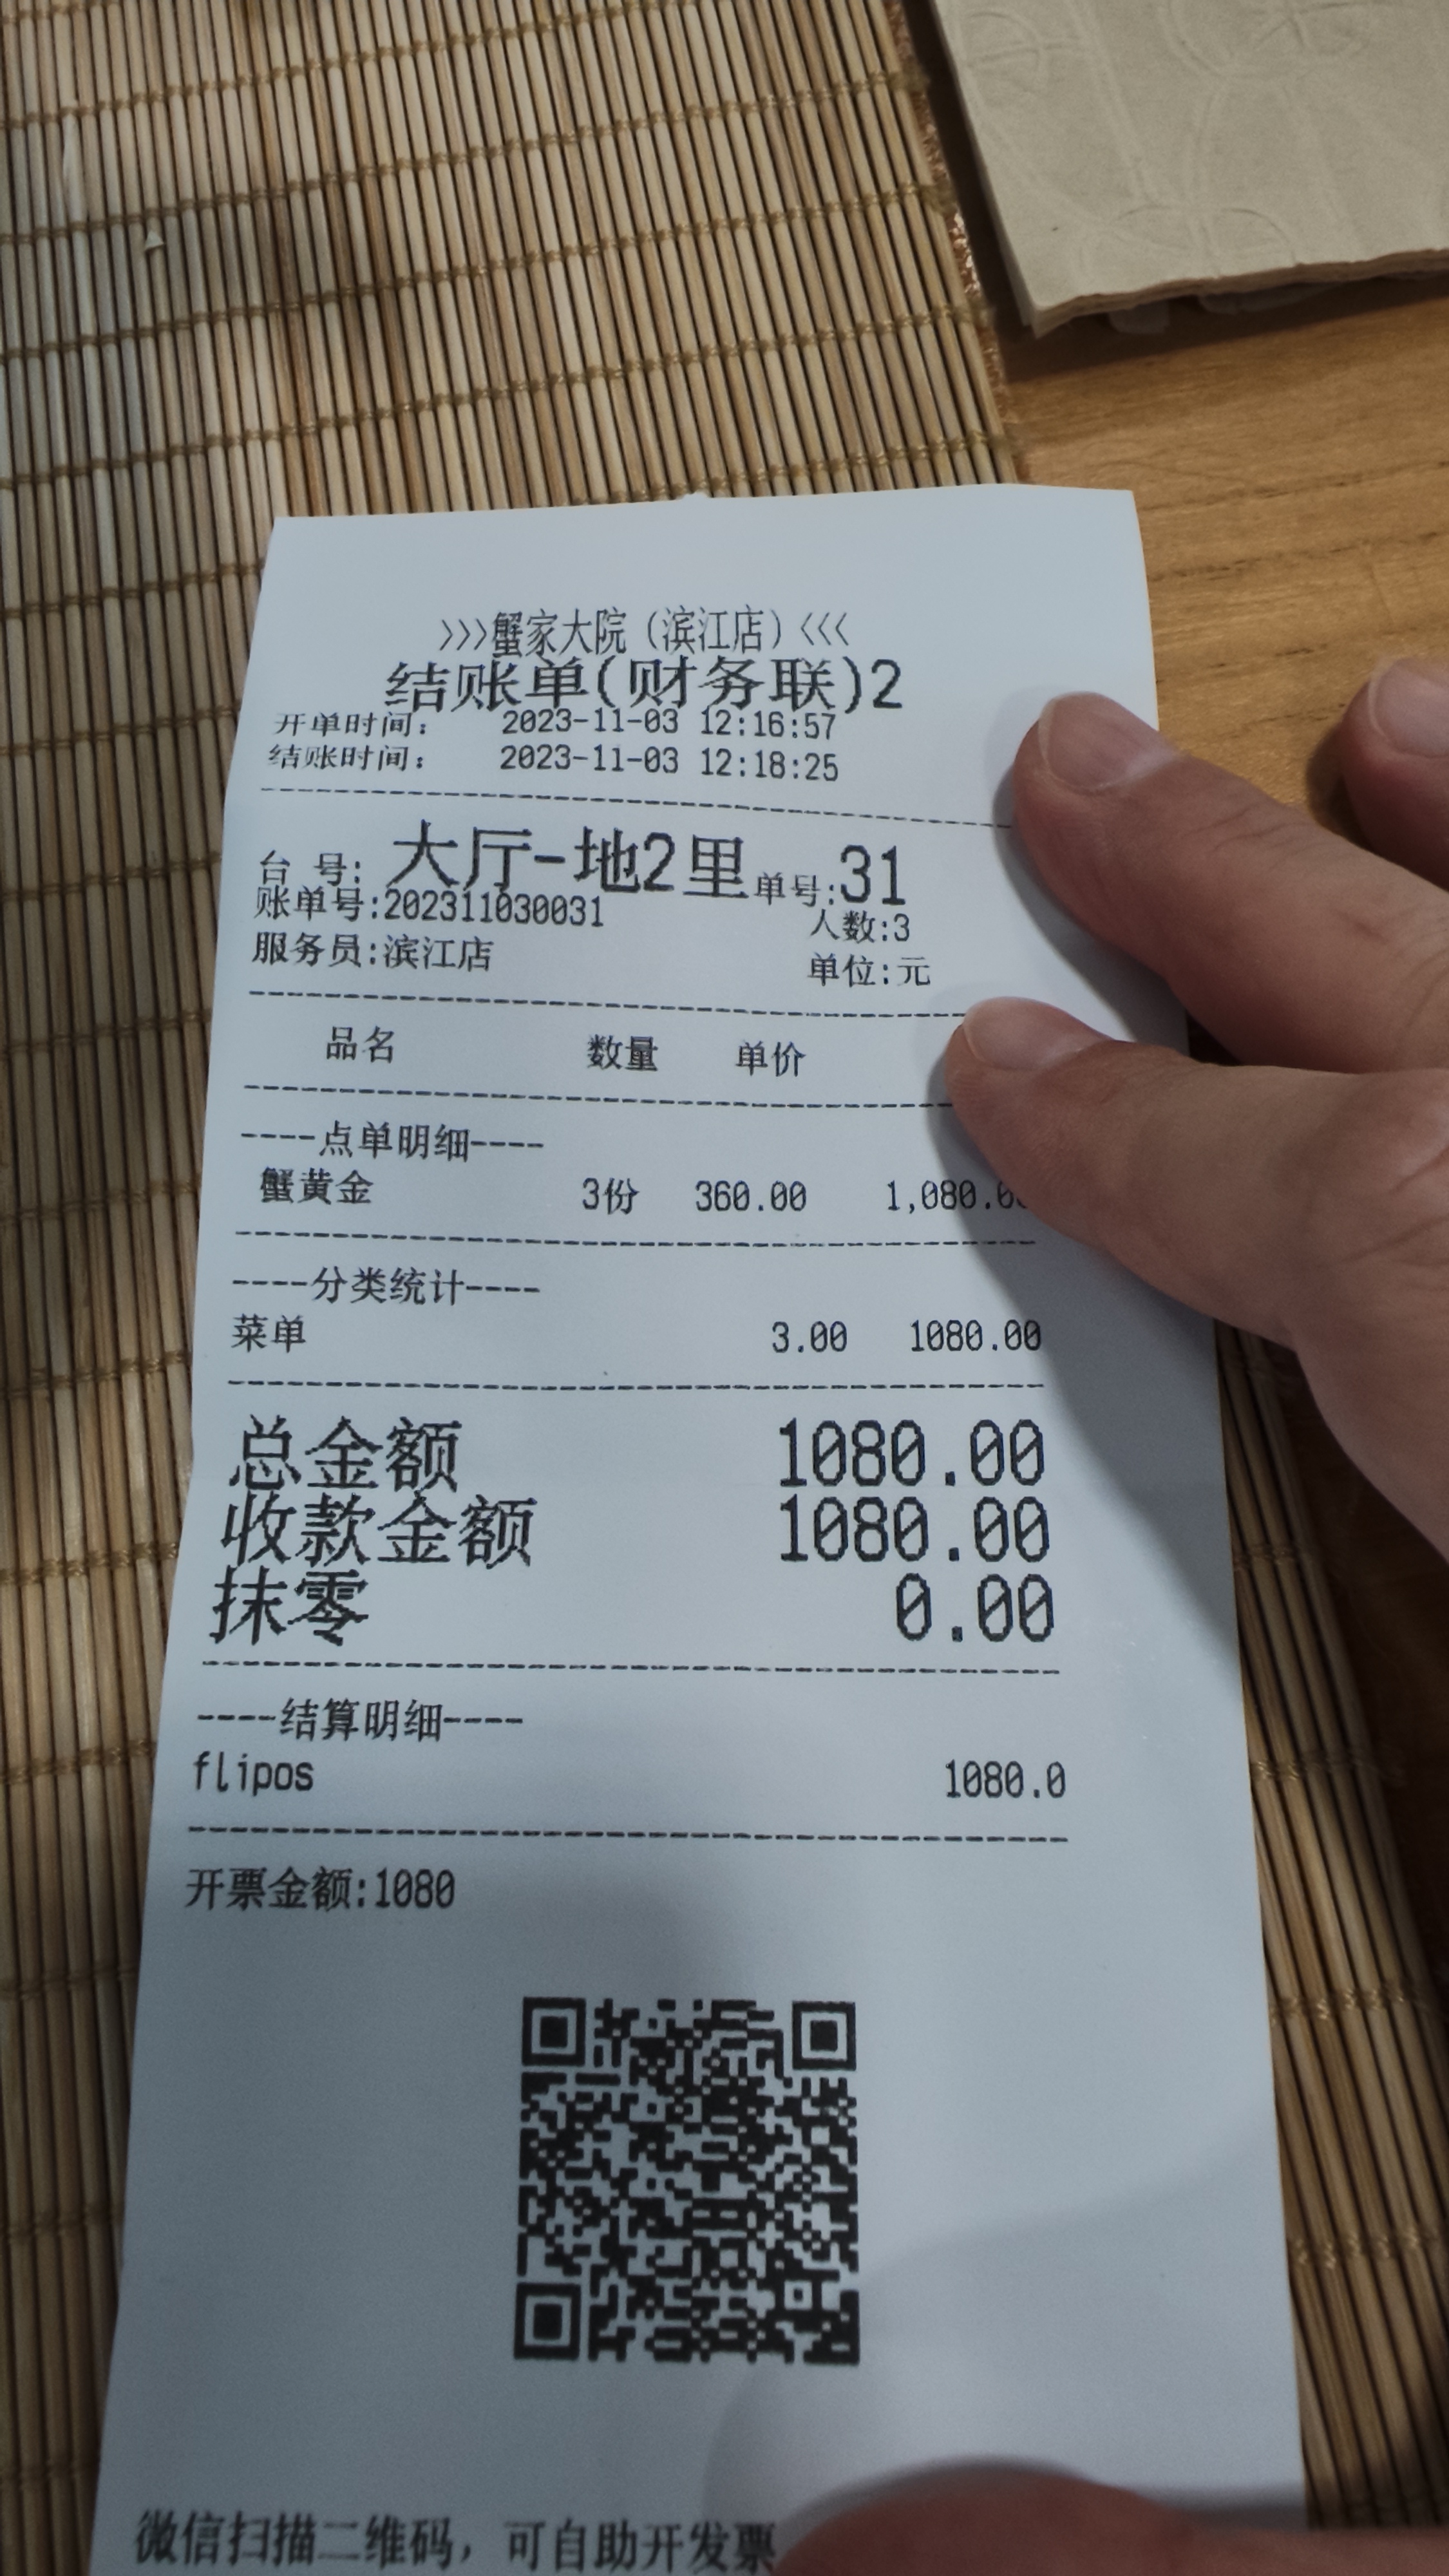 >>>蟹家大院（滨江店）<<<
结账单(财务联)2
开单时间： 2023-11-03 12:16:57
结账时间： 2023-11-03 12:18:25
台 号: 大厅-地2里 单号:31
账单号:202311030031
人数:3
服务员:滨江店 单位:元
品名 数量 单价
----点单明细----
蟹黄金 3份 360.00 1,080.0
----分类统计----
菜单 3.00 1080.00
总金额 1080.00
收款金额 1080.00
抹零 0.00
----结算明细----
flipos 1080.0
开票金额:1080
微信扫描二维码，可自助开发票